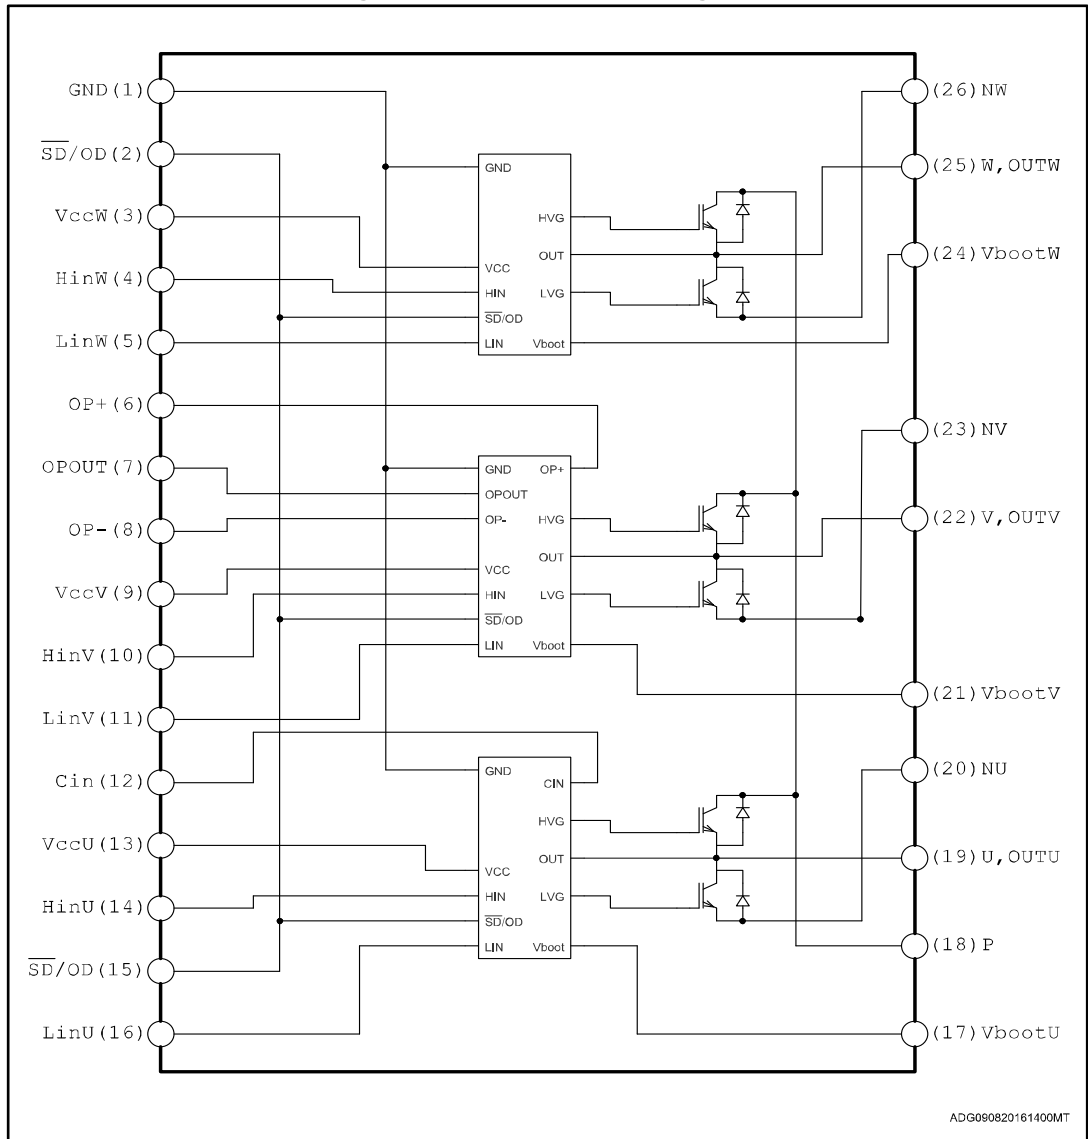 GND(1)
SD/OD(2)
VccW(3)
HinW(4)
LinW(5)
OP+(6)
OPOUT(7)
OP-(8)
VccV(9)
HinV(10)
LinV(11)
Cin(12)
VccU(13)
HinU(14)
SD/OD(15)
LinU(16)
GND
HVG
OUT
VCC
HIN
LVG
SD/OD
LIN
Vboot
GND
OP+
OPOUT
OP-
HVG
OUT
VCC
HIN
LVG
SD/OD
LIN
Vboot
GND
CIN
HVG
OUT
VCC
HIN
LVG
SD/OD
LIN
Vboot
(26)NW
(25)W,OUTW
(24)VbootW
(23)NV
(22)V,OUTV
(21)VbootV
(20)NU
(19)U,OUTU
(18)P
(17)VbootU
ADG090820161400MT